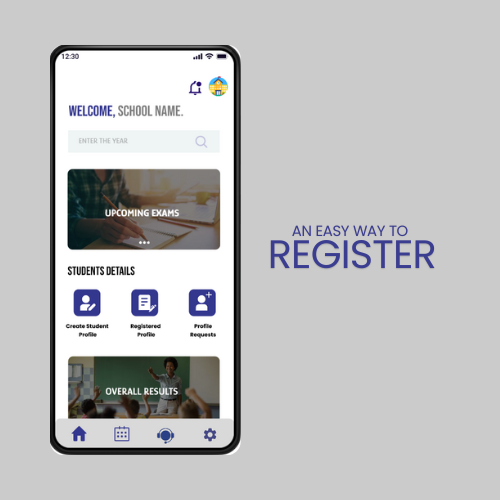 12:30
WELCOME, SCHOOL NAME.
ENTER THE YEAR
UPCOMING EXAMS
STUDENTS DETAILS
Create Student
Profile
Registered
Profile
Profile
Requests
OVERALL RESULTS
AN EASY WAY TO
REGISTER